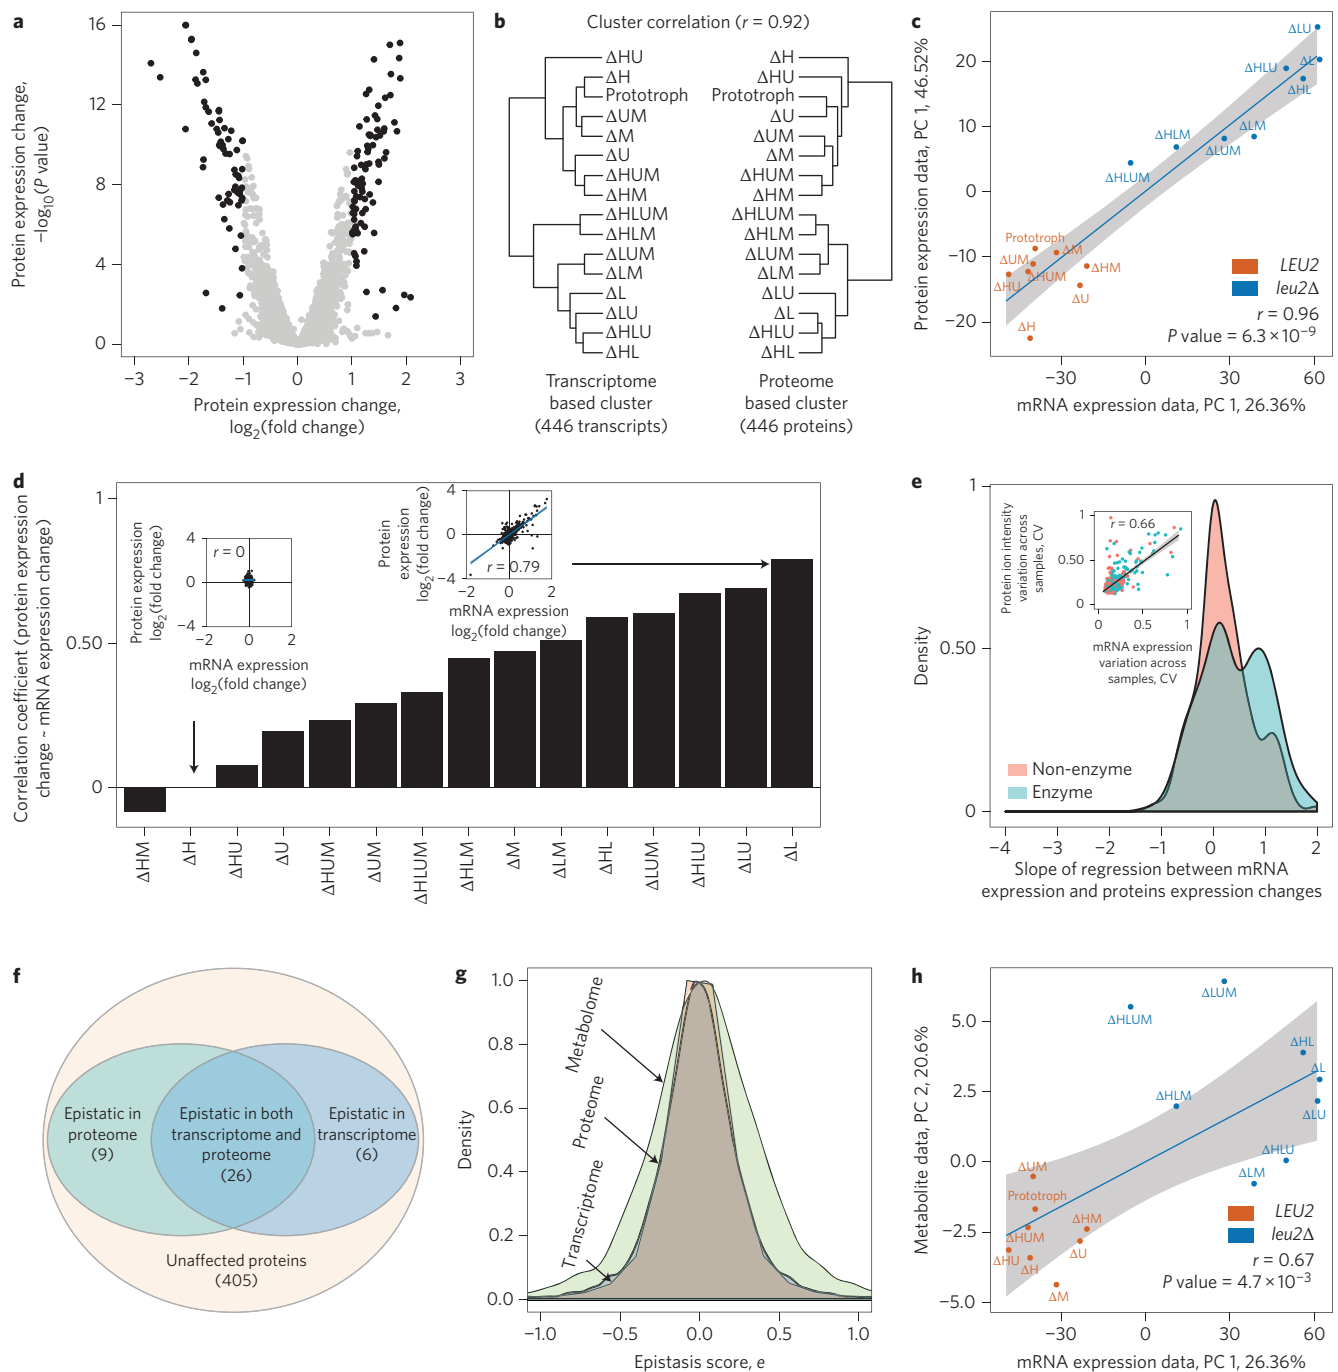 a
Protein expression change,
−log10(P value)
16
12
8
4
0
−3
−2
−1
0
1
2
3
Protein expression change,
log2(fold change)
b
Cluster correlation (r = 0.92)
ΔHU
ΔH
Prototroph
ΔUM
ΔM
ΔU
ΔHUM
ΔHM
ΔHLUM
ΔHLM
ΔLUM
ΔLM
ΔL
ΔLU
ΔHLU
ΔHL
Transcriptome
based cluster
(446 transcripts)
ΔH
ΔHU
Prototroph
ΔU
ΔUM
ΔM
ΔHUM
ΔHM
ΔHLUM
ΔHLM
ΔLUM
ΔLM
ΔLU
ΔL
ΔHLU
ΔHL
Proteome
based cluster
(446 proteins)
c
Protein expression data, PC 1, 46.52%
20
10
0
−10
−20
ΔLU
ΔL
ΔHLU
ΔHL
ΔHLM
ΔLM
ΔLUM
ΔHLUM
Prototroph
ΔM
ΔUM
ΔHM
ΔHUM
ΔHU
ΔU
ΔH
LEU2
leu2Δ
r = 0.96
P value = 6.3 × 10−9
−30
0
30
60
mRNA expression data, PC 1, 26.36%
d
Correlation coefficient (protein expression
change ~ mRNA expression change)
1
0.50
0
Protein expression
log2(fold change)
4
0
−4
r = 0
−2
0
2
mRNA expression
log2(fold change)
Protein
expression
log2(fold change)
4
0
−4
r = 0.79
−2
0
2
mRNA expression
log2(fold change)
ΔHM
ΔH
ΔHU
ΔU
ΔHUM
ΔUM
ΔHLUM
ΔHLM
ΔM
ΔLM
ΔHL
ΔLUM
ΔHLU
ΔLU
ΔL
e
Density
1
0.50
0
Protein ion intensity
variation across
samples, CV
1
0.50
0
r = 0.66
0
0.5
1
mRNA expression
variation across
samples, CV
Non-enzyme
Enzyme
−4
−3
−2
−1
0
1
2
Slope of regression between mRNA
expression and proteins expression changes
f
Epistatic in
proteome
(9)
Epistatic in both
transcriptome and
proteome
(26)
Epistatic in
transcriptome
(6)
Unaffected proteins
(405)
g
Density
1.0
0.8
0.6
0.4
0.2
0.0
Metabolome
Proteome
Transcriptome
−1.0
−0.5
0.0
0.5
1.0
Epistasis score, e
h
Metabolite data, PC 2, 20.6%
5.0
2.5
0.0
−2.5
−5.0
ΔLUM
ΔHLUM
ΔHL
ΔL
ΔLU
ΔHLM
ΔHLU
ΔLM
ΔUM
Prototroph
ΔHM
ΔHUM
ΔU
ΔHU
ΔH
ΔM
LEU2
leu2Δ
r = 0.67
P value = 4.7 × 10−3
−30
0
30
60
mRNA expression data, PC 1, 26.36%